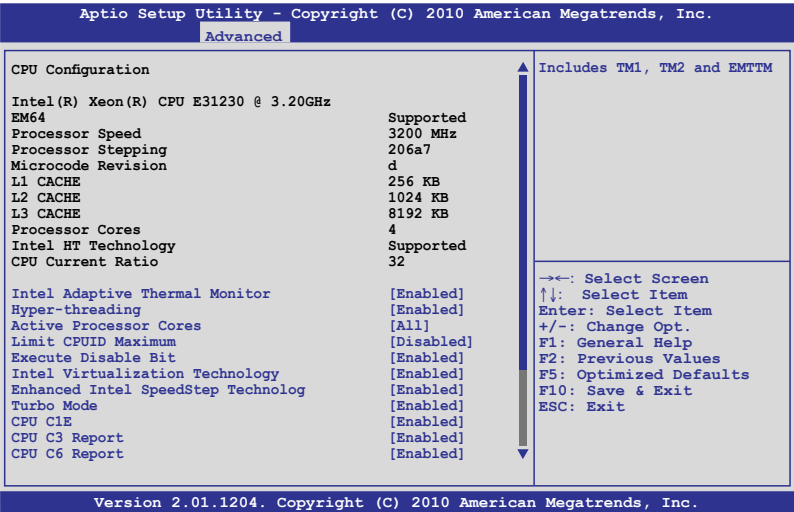 Aptio Setup Utility - Copyright (C) 2010 American Megatrends, Inc.
Advanced
CPU Configuration
Intel(R) Xeon(R) CPU E31230 @ 3.20GHz
EM64 Supported
Processor Speed 3200 MHz
Processor Stepping 206a7
Microcode Revision d
L1 CACHE 256 KB
L2 CACHE 1024 KB
L3 CACHE 8192 KB
Processor Cores 4
Intel HT Technology Supported
CPU Current Ratio 32
Intel Adaptive Thermal Monitor [Enabled]
Hyper-threading [Enabled]
Active Processor Cores [All]
Limit CPUID Maximum [Disabled]
Execute Disable Bit [Enabled]
Intel Virtualization Technology [Enabled]
Enhanced Intel SpeedStep Technolog [Enabled]
Turbo Mode [Enabled]
CPU C1E [Enabled]
CPU C3 Report [Enabled]
CPU C6 Report [Enabled]
Includes TM1, TM2 and EMTTM
→←: Select Screen
↑↓: Select Item
Enter: Select Item
+/-: Change Opt.
F1: General Help
F2: Previous Values
F5: Optimized Defaults
F10: Save & Exit
ESC: Exit
Version 2.01.1204. Copyright (C) 2010 American Megatrends, Inc.